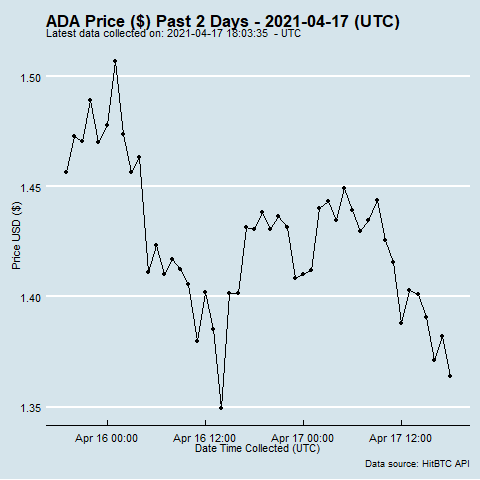 ADA Price ($) Past 2 Days - 2021-04-17 (UTC)
Latest data collected on: 2021-04-17 18:03:35  - UTC
1.50
1.45
1.40
1.35
Price USD ($)
Apr 16 00:00
Apr 16 12:00
Apr 17 00:00
Apr 17 12:00
Date Time Collected (UTC)
Data source: HitBTC API